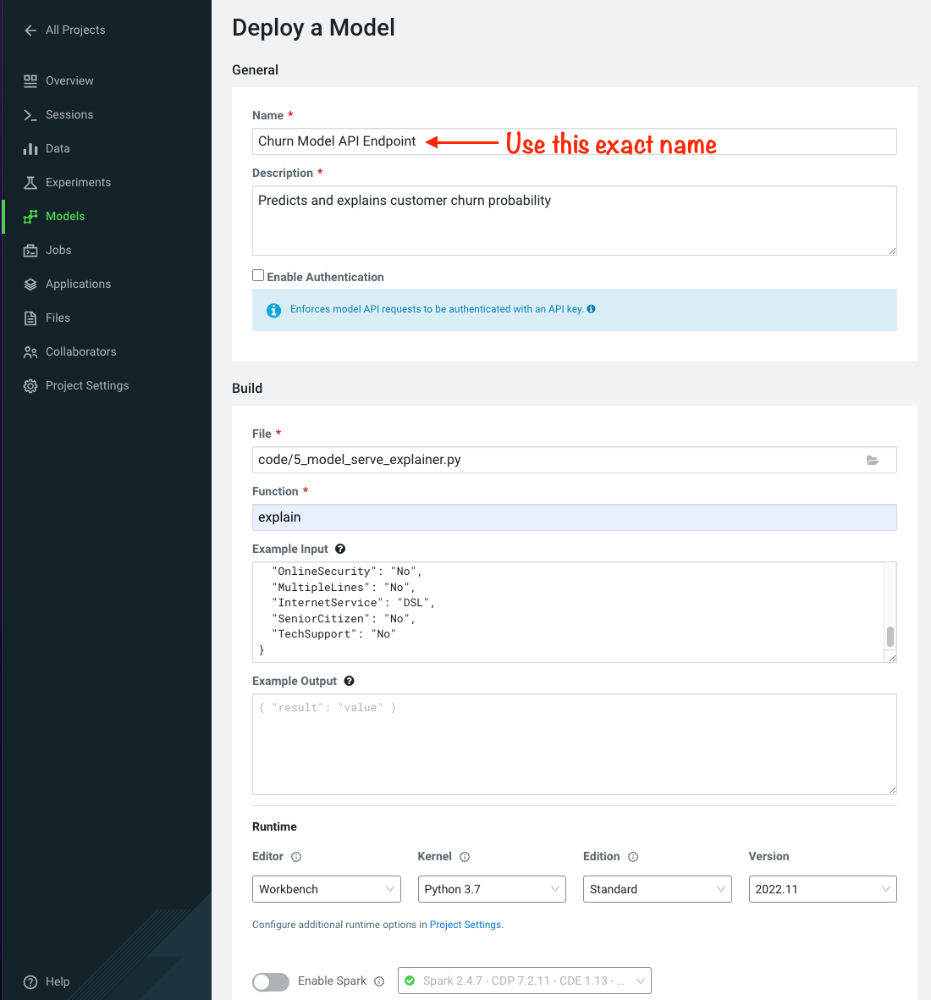 All Projects
Overview
Sessions
Data
Experiments
Models
Jobs
Applications
Files
Collaborators
Project Settings
Help
Deploy a Model
General
Name *
Churn Model API Endpoint
Use this exact name
Description *
Predicts and explains customer churn probability
Enable Authentication
Enforces model API requests to be authenticated with an API key.
Build
File *
code/5_model_serve_explainer.py
Function *
explain
Example Input
"OnlineSecurity": "No",
"MultipleLines": "No",
"InternetService": "DSL",
"SeniorCitizen": "No",
"TechSupport": "No"
}
Example Output
{ "result": "value" }
Runtime
Editor Kernel Edition Version
Workbench Python 3.7 Standard 2022.11
Configure additional runtime options in Project Settings.
Enable Spark Spark 2.4.7 - CDP 7.2.11 - CDE 1.13 - ...